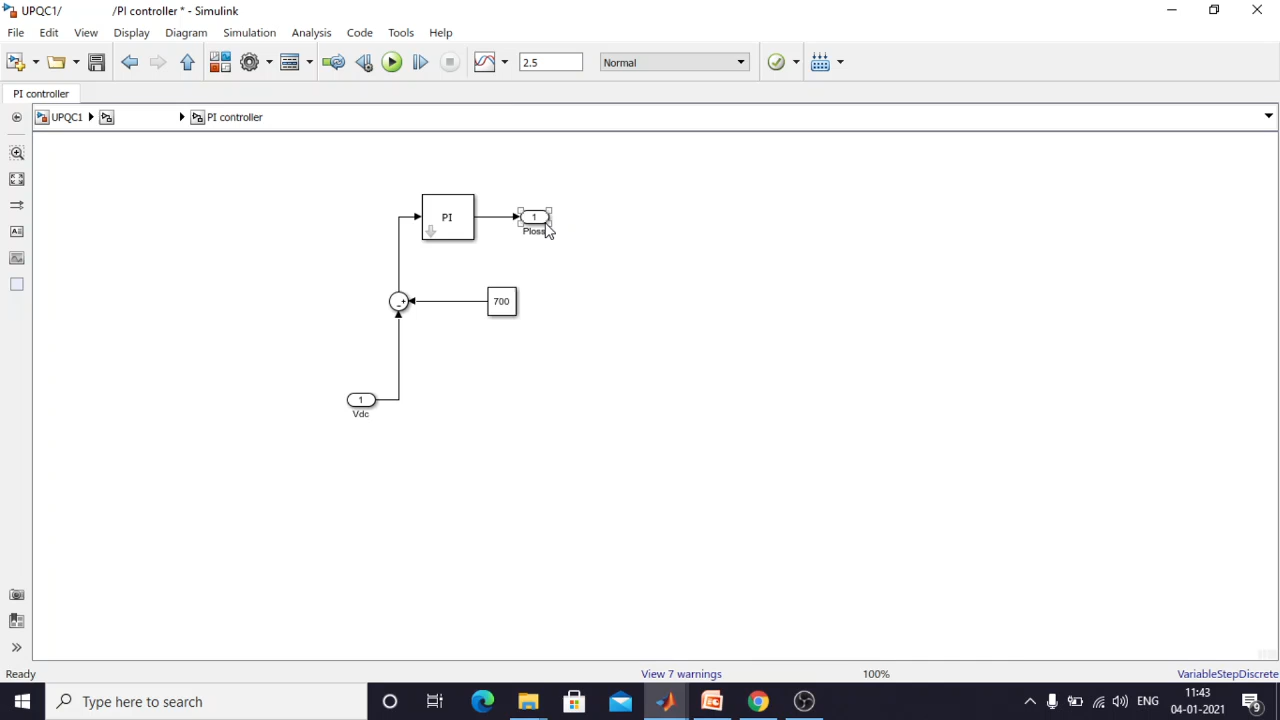 UPQC1/ /PI controller * - Simulink
File Edit View Display Diagram Simulation Analysis Code Tools Help
2.5 Normal
PI controller
UPQC1 PI controller
PI
1
Ploss
700
- +
1
Vdc
Ready View 7 warnings 100% VariableStepDiscrete
Type here to search
ENG
11:43
04-01-2021
9